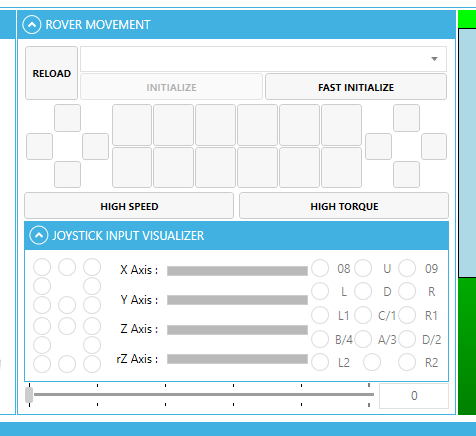 ROVER MOVEMENT
RELOAD
INITIALIZE
FAST INITIALIZE
HIGH SPEED
HIGH TORQUE
JOYSTICK INPUT VISUALIZER
X Axis :
08 U 09
Y Axis :
L D R
L1 C/1 R1
Z Axis :
B/4 A/3 D/2
rZ Axis :
L2 R2
0